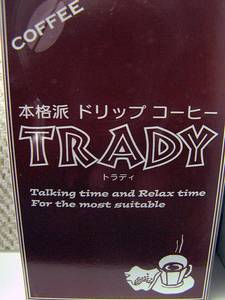 COFFEE
本格派 ドリップ コーヒー
TRADY
トラディ
Talking time and Relax time
For the most suitable